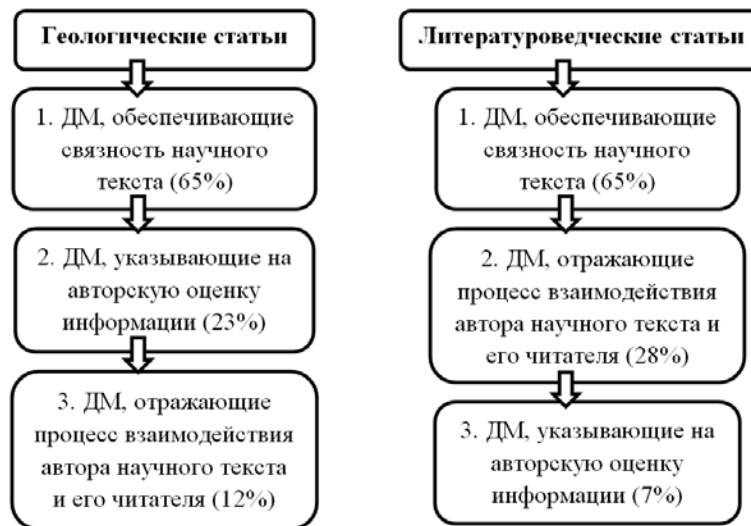 Геологические статьи
1. ДМ, обеспечивающие
связность научного
текста (65%)
2. ДМ, указывающие на
авторскую оценку
информации (23%)
3. ДМ, отражающие
процесс взаимодействия
автора научного текста
и его читателя (12%)
Литературоведческие статьи
1. ДМ, обеспечивающие
связность научного
текста (65%)
2. ДМ, отражающие
процесс взаимодействия
автора научного текста и
его читателя (28%)
3. ДМ, указывающие на
авторскую оценку
информации (7%)